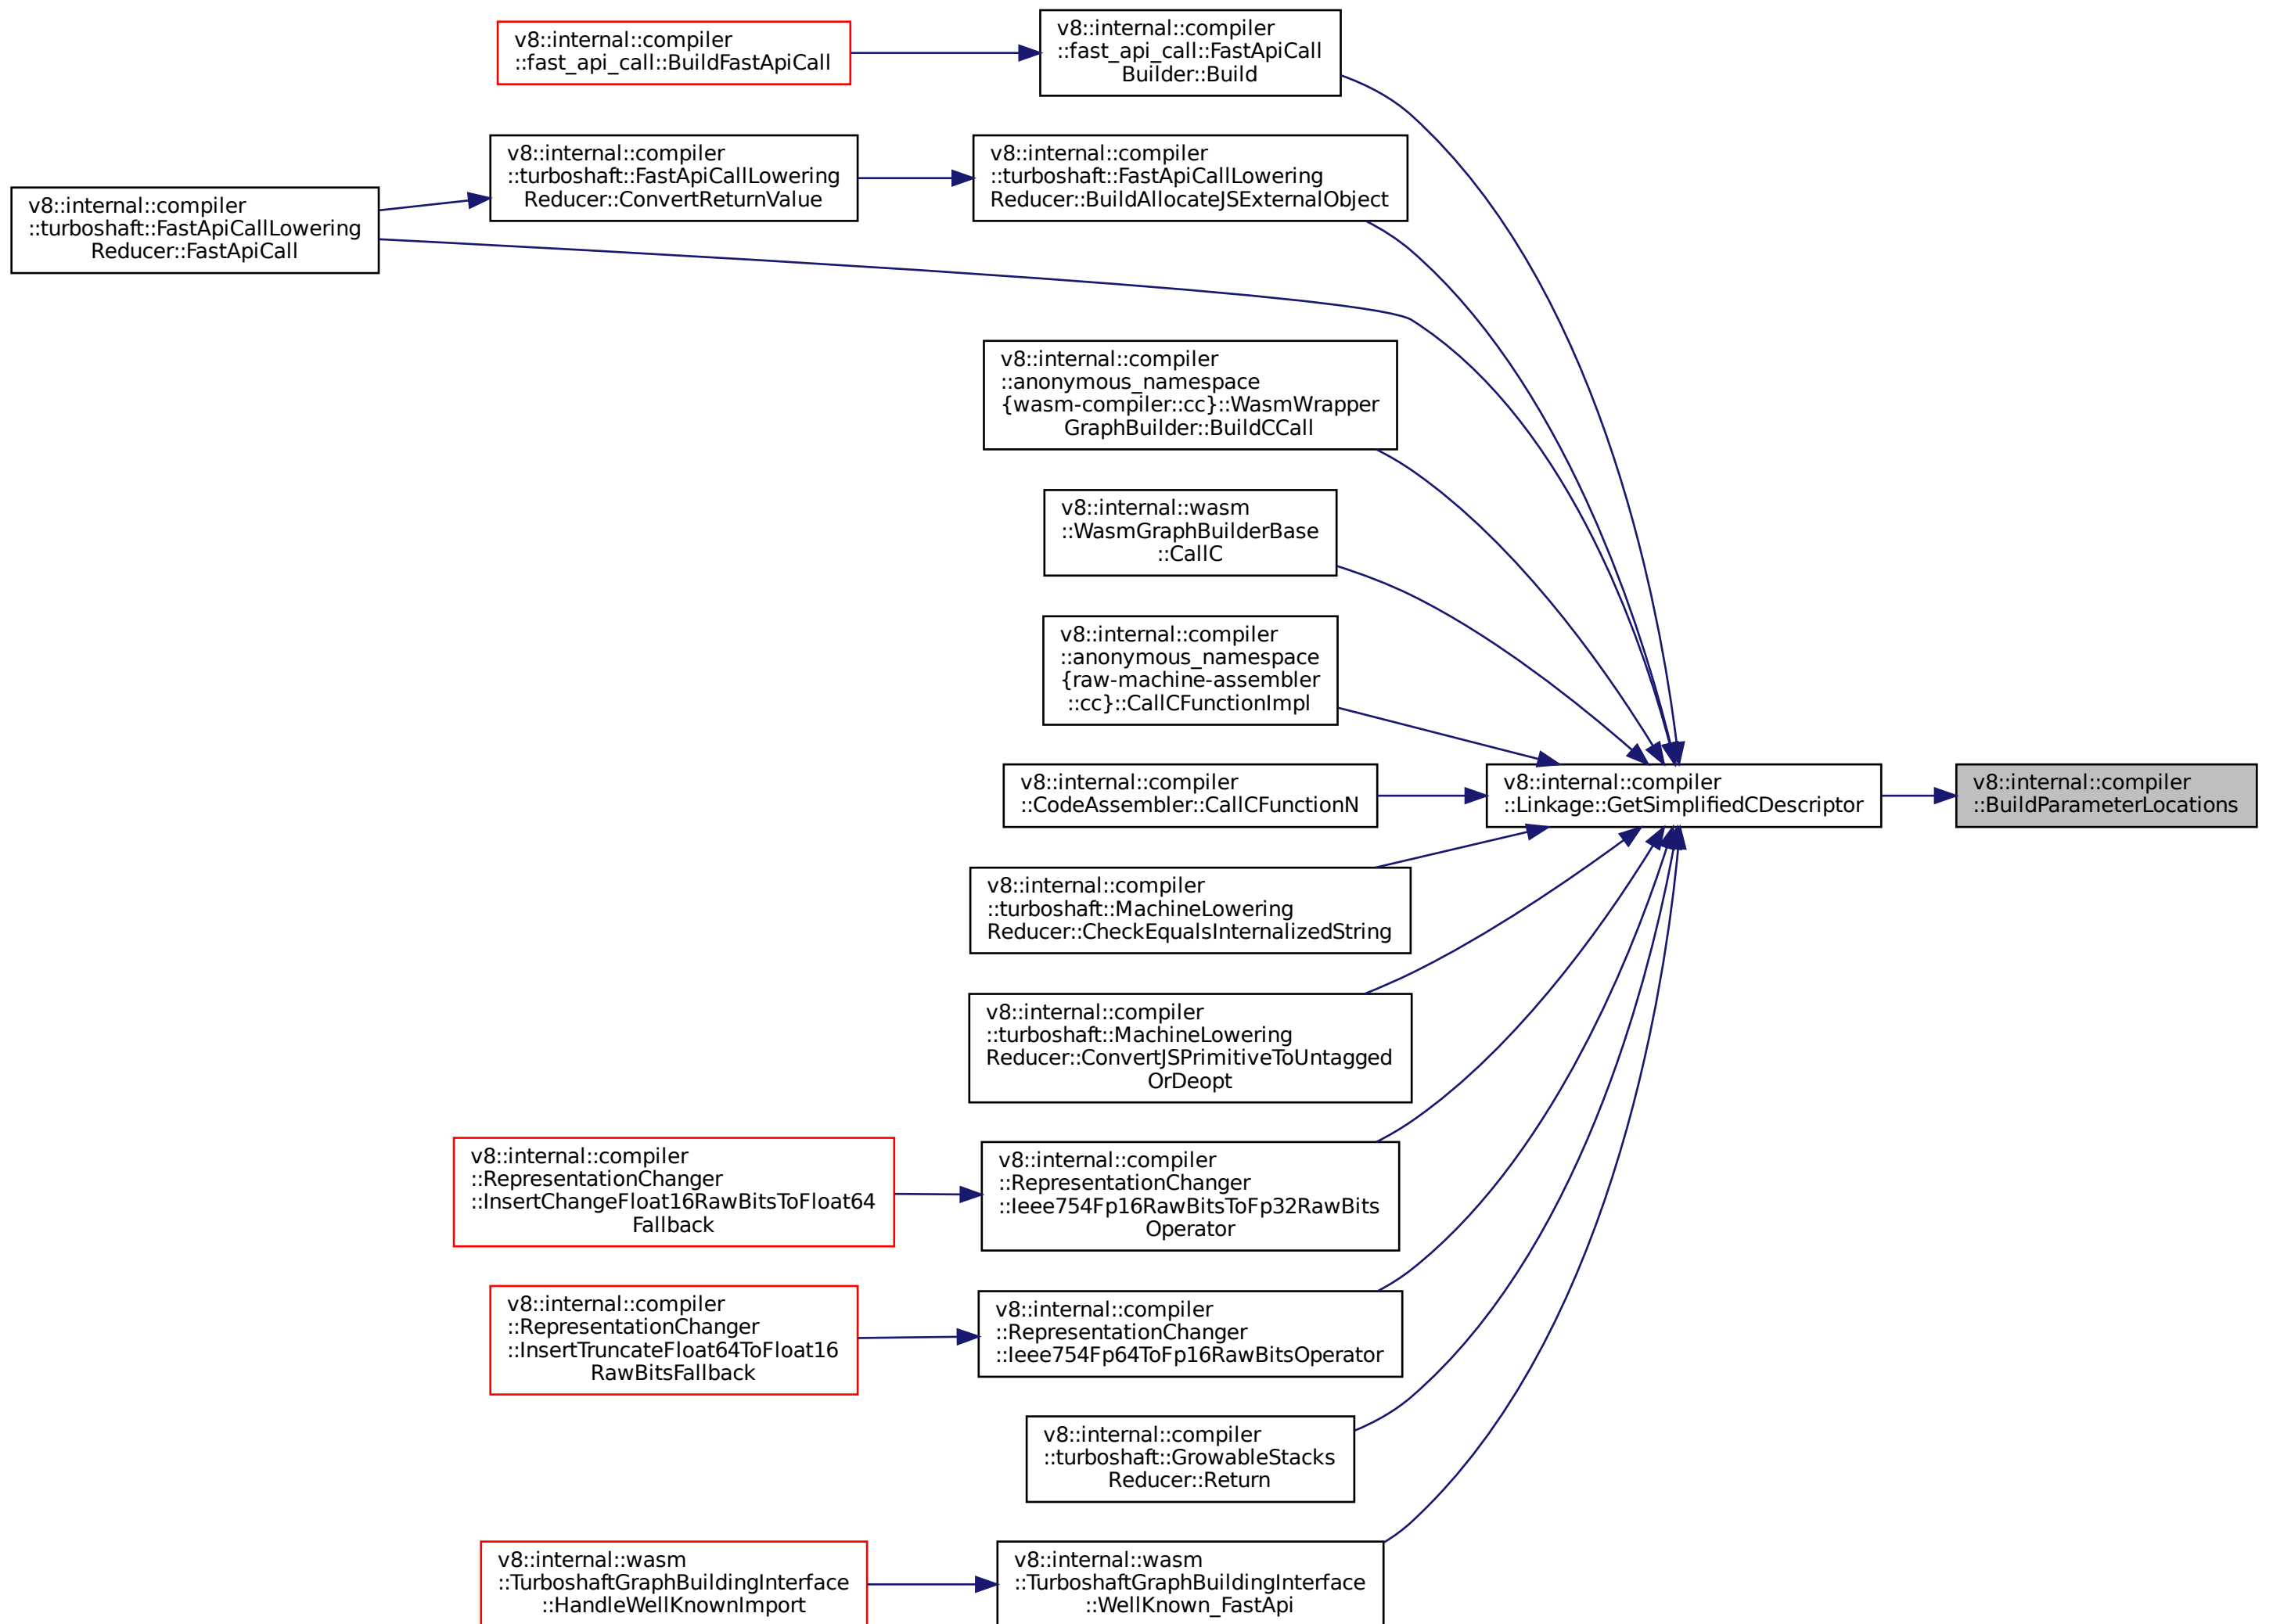 v8::internal::compiler
::fast_api_call::BuildFastApiCall
v8::internal::compiler
::fast_api_call::FastApiCall
Builder::Build
v8::internal::compiler
::turboshaft::FastApiCallLowering
Reducer::FastApiCall
v8::internal::compiler
::turboshaft::FastApiCallLowering
Reducer::ConvertReturnValue
v8::internal::compiler
::turboshaft::FastApiCallLowering
Reducer::BuildAllocateJSExternalObject
v8::internal::compiler
::anonymous_namespace
{wasm-compiler::cc}::WasmWrapper
GraphBuilder::BuildCCall
v8::internal::wasm
::WasmGraphBuilderBase
::CallC
v8::internal::compiler
::anonymous_namespace
{raw-machine-assembler
::cc}::CallCFunctionImpl
v8::internal::compiler
::CodeAssembler::CallCFunctionN
v8::internal::compiler
::Linkage::GetSimplifiedCDescriptor
v8::internal::compiler
::BuildParameterLocations
v8::internal::compiler
::turboshaft::MachineLowering
Reducer::CheckEqualsInternalizedString
v8::internal::compiler
::turboshaft::MachineLowering
Reducer::ConvertJSPrimitiveToUntagged
OrDeopt
v8::internal::compiler
::RepresentationChanger
::InsertChangeFloat16RawBitsToFloat64
Fallback
v8::internal::compiler
::RepresentationChanger
::Ieee754Fp16RawBitsToFp32RawBits
Operator
v8::internal::compiler
::RepresentationChanger
::InsertTruncateFloat64ToFloat16
RawBitsFallback
v8::internal::compiler
::RepresentationChanger
::Ieee754Fp64ToFp16RawBitsOperator
v8::internal::compiler
::turboshaft::GrowableStacks
Reducer::Return
v8::internal::wasm
::TurboshaftGraphBuildingInterface
::HandleWellKnownImport
v8::internal::wasm
::TurboshaftGraphBuildingInterface
::WellKnown_FastApi